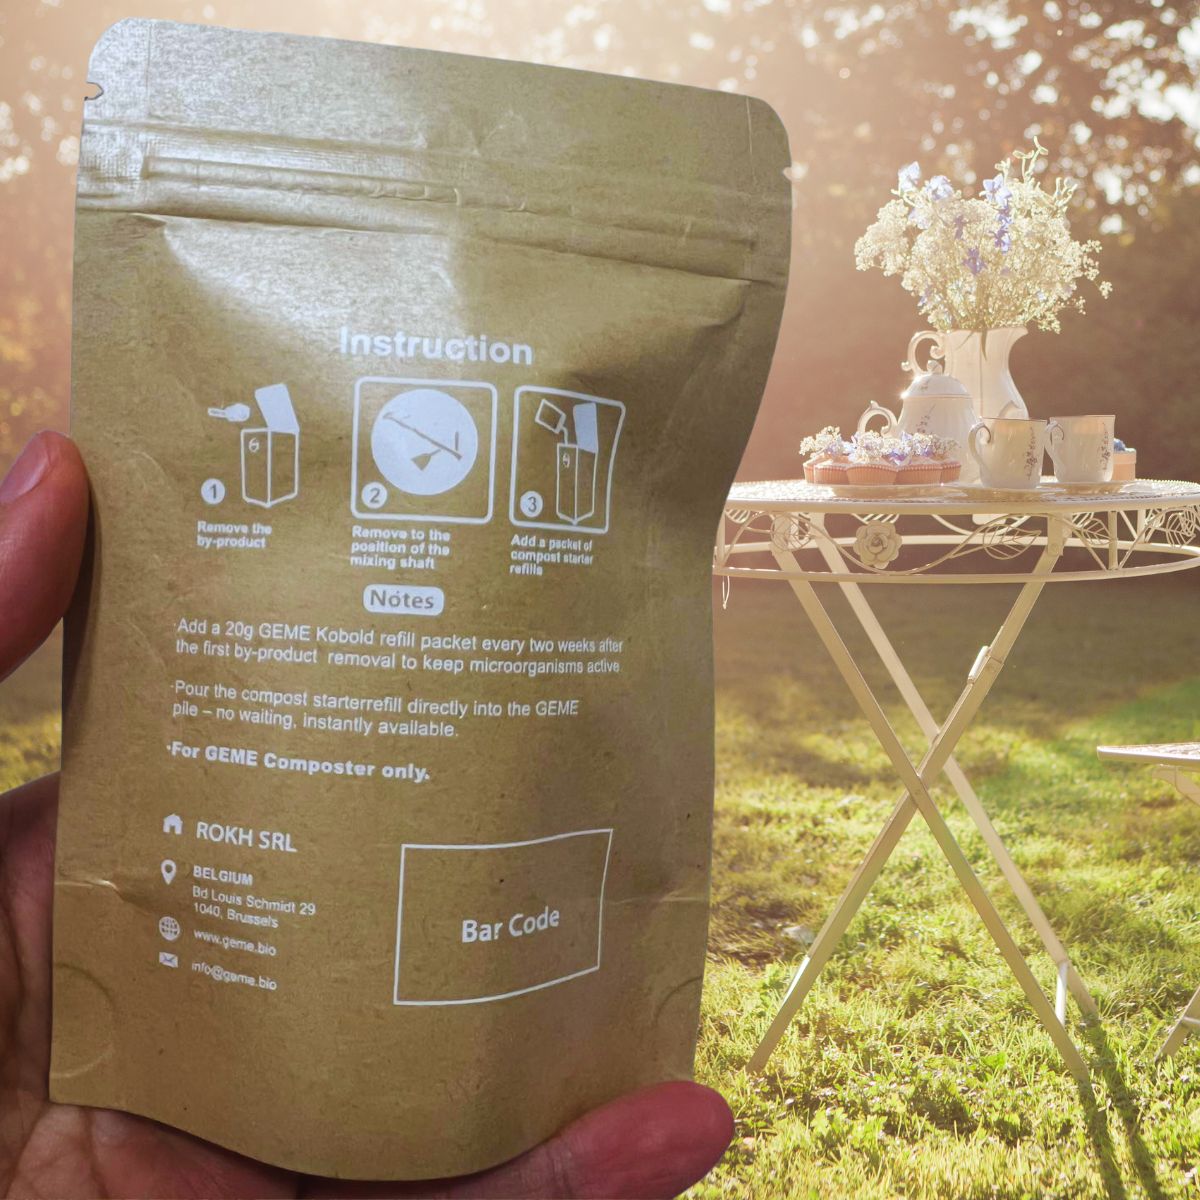 Instruction
1
Remove the
by-product
2
Remove to the
position of the
mixing shaft
3
Add a packet of
compost starter
refills
Notes
·Add a 20g GEME Kobold refill packet every two weeks after
the first by-product removal to keep microorganisms active
·Pour the compost starterrefill directly into the GEME
pile – no waiting, instantly available.
·For GEME Composter only.
ROKH SRL
BELGIUM
Bd Louis Schmidt 29
1040, Brussels
www.geme.bio
info@geme.bio
Bar Code